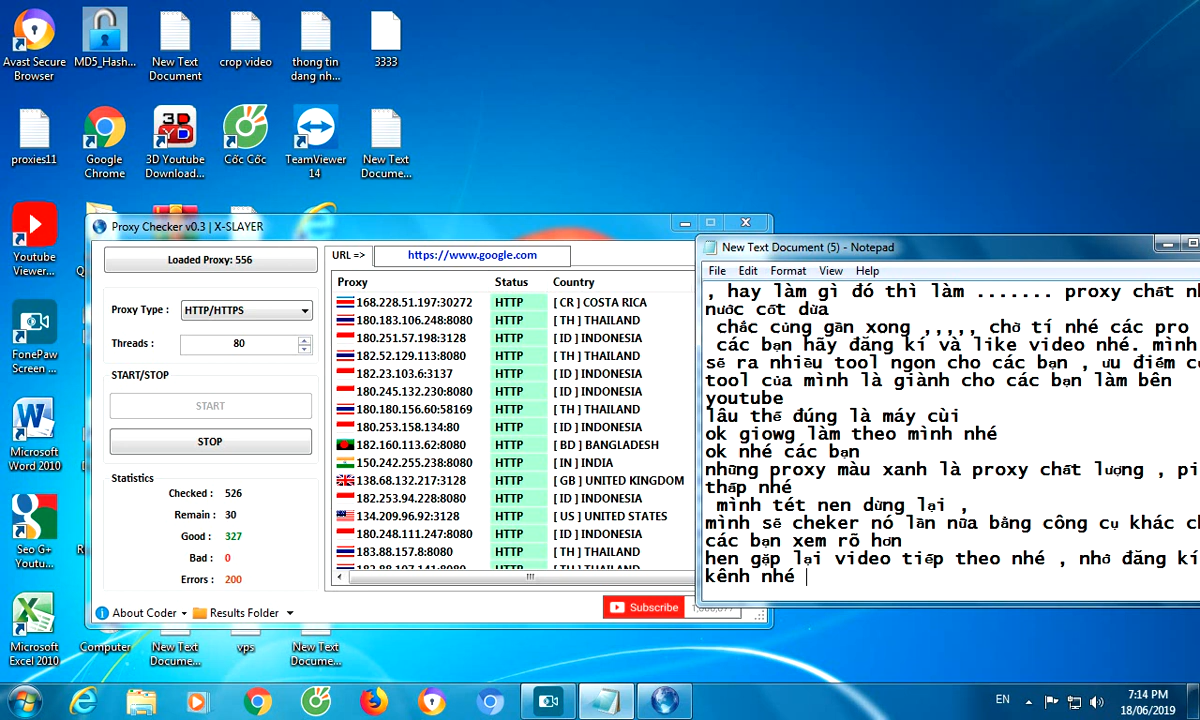 Avast Secure
Browser
MD5_Hash...
New Text
Document
crop video
thong tin
dang nh...
3333
proxies11
Google
Chrome
3D Youtube
Download...
Cốc Cốc
TeamViewer
14
New Text
Docume...
Youtube
Viewer...
FonePaw
Screen ...
Microsoft
Word 2010
Seo G+
Youtu...
Microsoft
Excel 2010
Computer
New Text
Docume...
vps
New Text
Docume...
Proxy Checker v0.3 | X-SLAYER
Loaded Proxy: 556
Proxy Type :
HTTP/HTTPS
Threads :
80
START/STOP
START
STOP
Statistics
Checked : 526
Remain : 30
Good : 327
Bad : 0
Errors : 200
About Coder
Results Folder
URL =>
https://www.google.com
Proxy Status Country
168.228.51.197:30272 HTTP [ CR ] COSTA RICA
180.183.106.248:8080 HTTP [ TH ] THAILAND
180.251.57.198:3128 HTTP [ ID ] INDONESIA
182.52.129.113:8080 HTTP [ TH ] THAILAND
182.23.103.6:3137 HTTP [ ID ] INDONESIA
180.245.132.230:8080 HTTP [ ID ] INDONESIA
180.180.156.60:58169 HTTP [ TH ] THAILAND
180.253.158.134:80 HTTP [ ID ] INDONESIA
182.160.113.62:8080 HTTP [ BD ] BANGLADESH
150.242.255.238:8080 HTTP [ IN ] INDIA
138.68.132.217:3128 HTTP [ GB ] UNITED KINGDOM
182.253.94.228:8080 HTTP [ ID ] INDONESIA
134.209.96.92:3128 HTTP [ US ] UNITED STATES
180.248.111.247:8080 HTTP [ ID ] INDONESIA
183.88.157.8:8080 HTTP [ TH ] THAILAND
HTTP [ TH ] THAILAND
Subscribe
New Text Document (5) - Notepad
File Edit Format View Help
, hay làm gì đó thì làm ....... proxy chất
nước cốt dừa
chắc cũng gần xong ,,,,, chờ tí nhé các pro
các bạn hãy đăng kí và like video nhé. mình
sẽ ra nhiều tool ngon cho các bạn , ưu điểm
tool của mình là giành cho các bạn làm bên
youtube
lâu thế đúng là máy cùi
ok giowg làm theo mình nhé
ok nhé các bạn
những proxy màu xanh là proxy chất lượng , pi
thấp nhé
mình tét nen dừng lại ,
mình sẽ cheker nó lần nữa bằng công cụ khác
các bạn xem rõ hơn
hen gặp lại video tiếp theo nhé , nhớ đăng kí
kênh nhé
EN
7:14 PM
18/06/2019